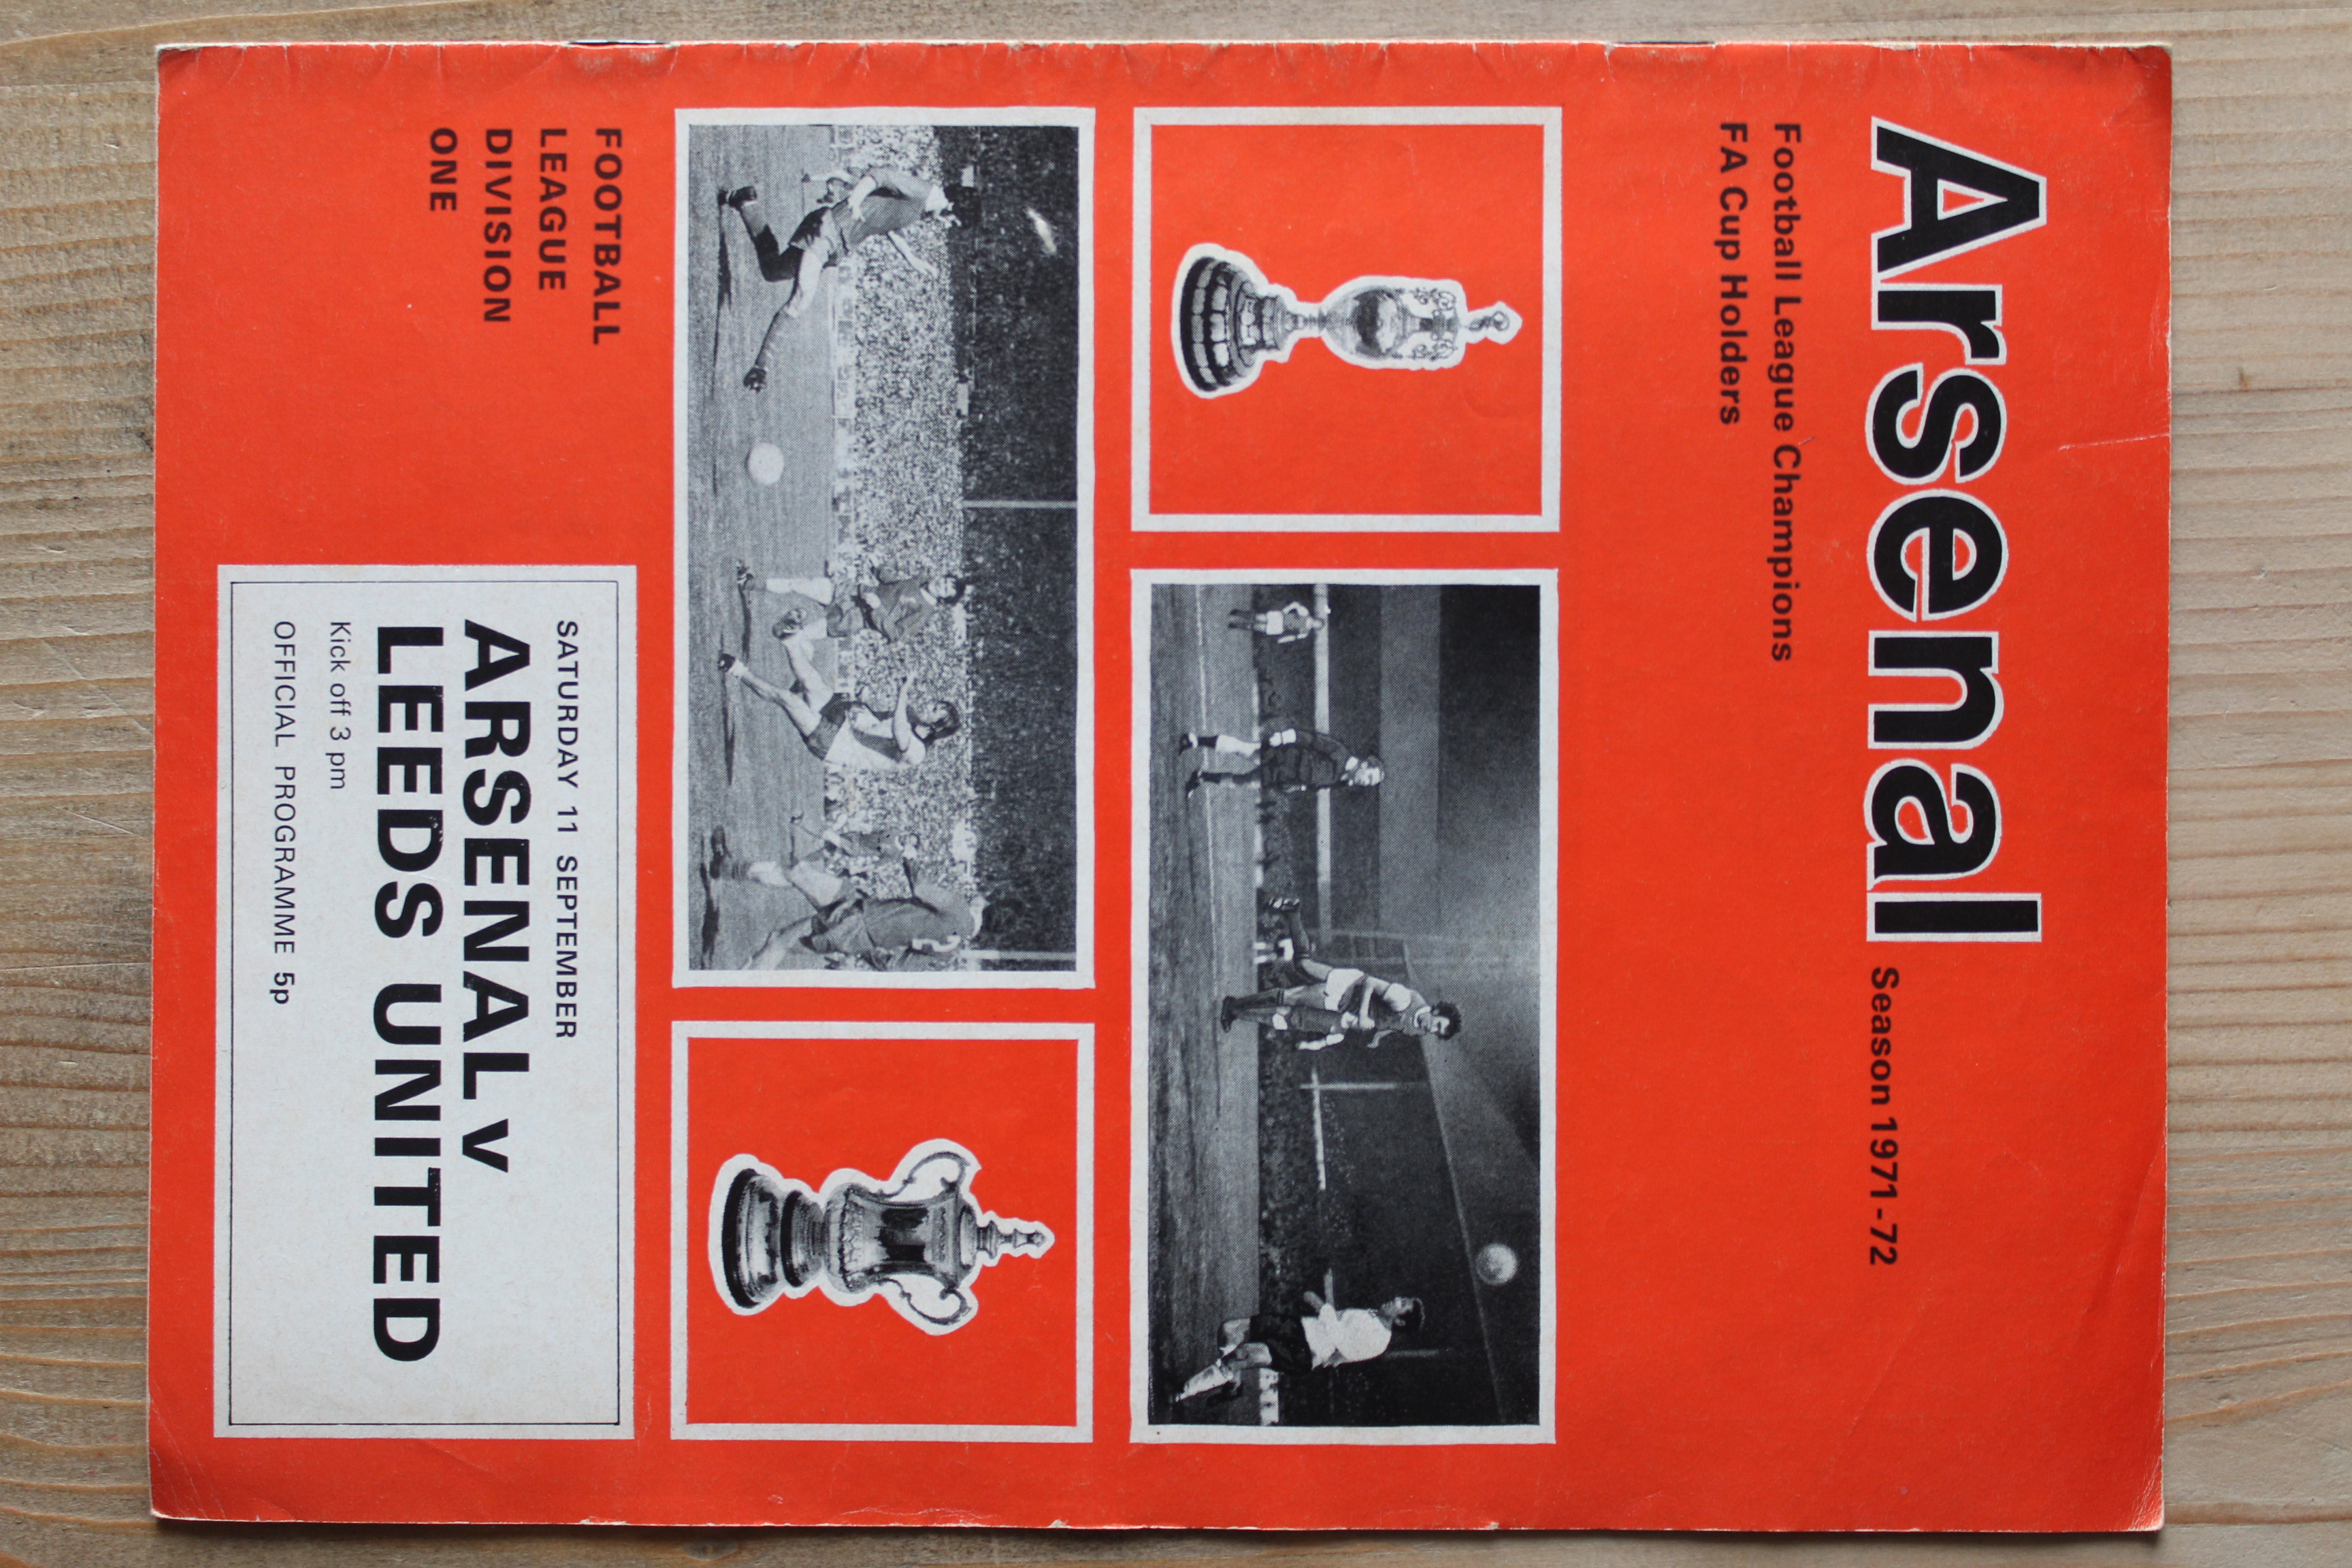 Arsenal Season 1971-72
Football League Champions
FA Cup Holders
FOOTBALL
LEAGUE
DIVISION
ONE
SATURDAY 11 SEPTEMBER
ARSENAL v
LEEDS UNITED
Kick off 3 pm
OFFICIAL PROGRAMME 5p